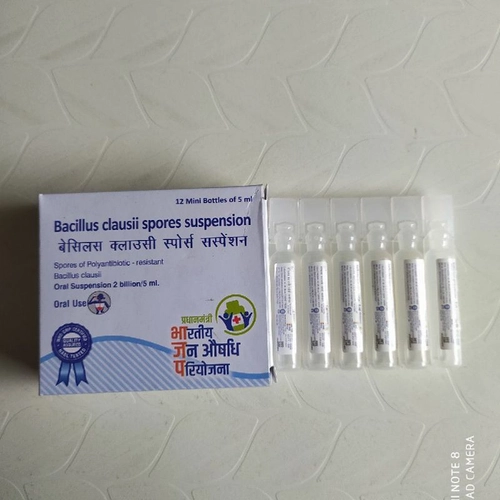 12 Mini Bottles of 5 ml
Bacillus clausii spores suspension
बेसिलस क्लाउसी स्पोर्स सस्पेंशन
Spores of Polyantibiotic - resistant
Bacillus clausii
Oral Suspension 2 billion/5 ml.
Oral Use
प्रधानमंत्री
भारतीय
जन औषधि
परियोजना
I NOTE 8
AD CAMERA